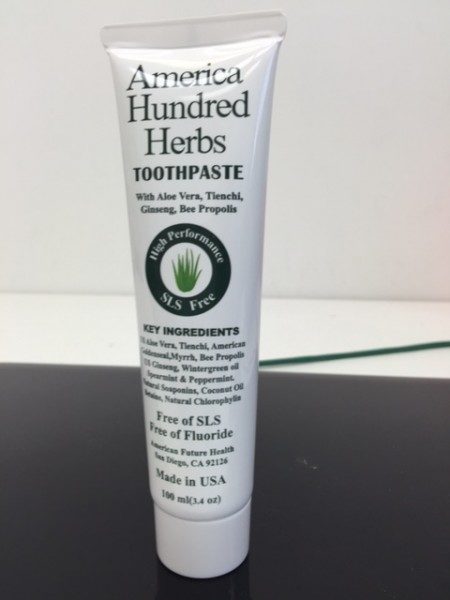 America
Hundred
Herbs
TOOTHPASTE
With Aloe Vera, Tienchi,
Ginseng, Bee Propolis
High Performance
SLS Free
KEY INGREDIENTS
US Aloe Vera, Tienchi, American
Goldenseal,Myrrh, Bee Propolis
US Ginseng, Wintergreen oil
Spearmint & Peppermint.
Natural Soaponins, Coconut Oil
Betaine, Natural Chlorophylin
Free of SLS
Free of Fluoride
American Future Health
San Diego, CA 92126
Made in USA
100 ml(3.4 oz)